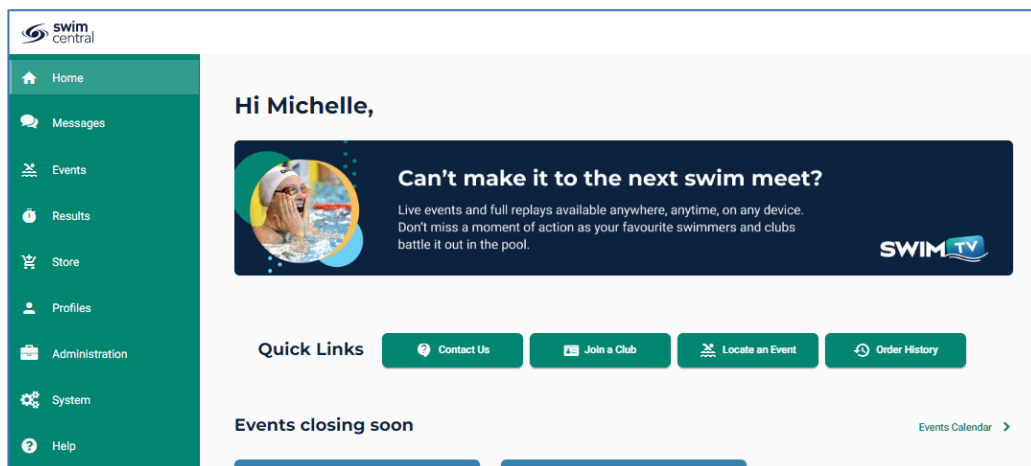 swim
central
Home
Messages
Events
Results
Store
Profiles
Administration
System
Help
Hi Michelle,
Can't make it to the next swim meet?
Live events and full replays available anywhere, anytime, on any device.
Don't miss a moment of action as your favourite swimmers and clubs
battle it out in the pool.
SWIM TV
Quick Links
Contact Us
Join a Club
Locate an Event
Order History
Events closing soon
Events Calendar